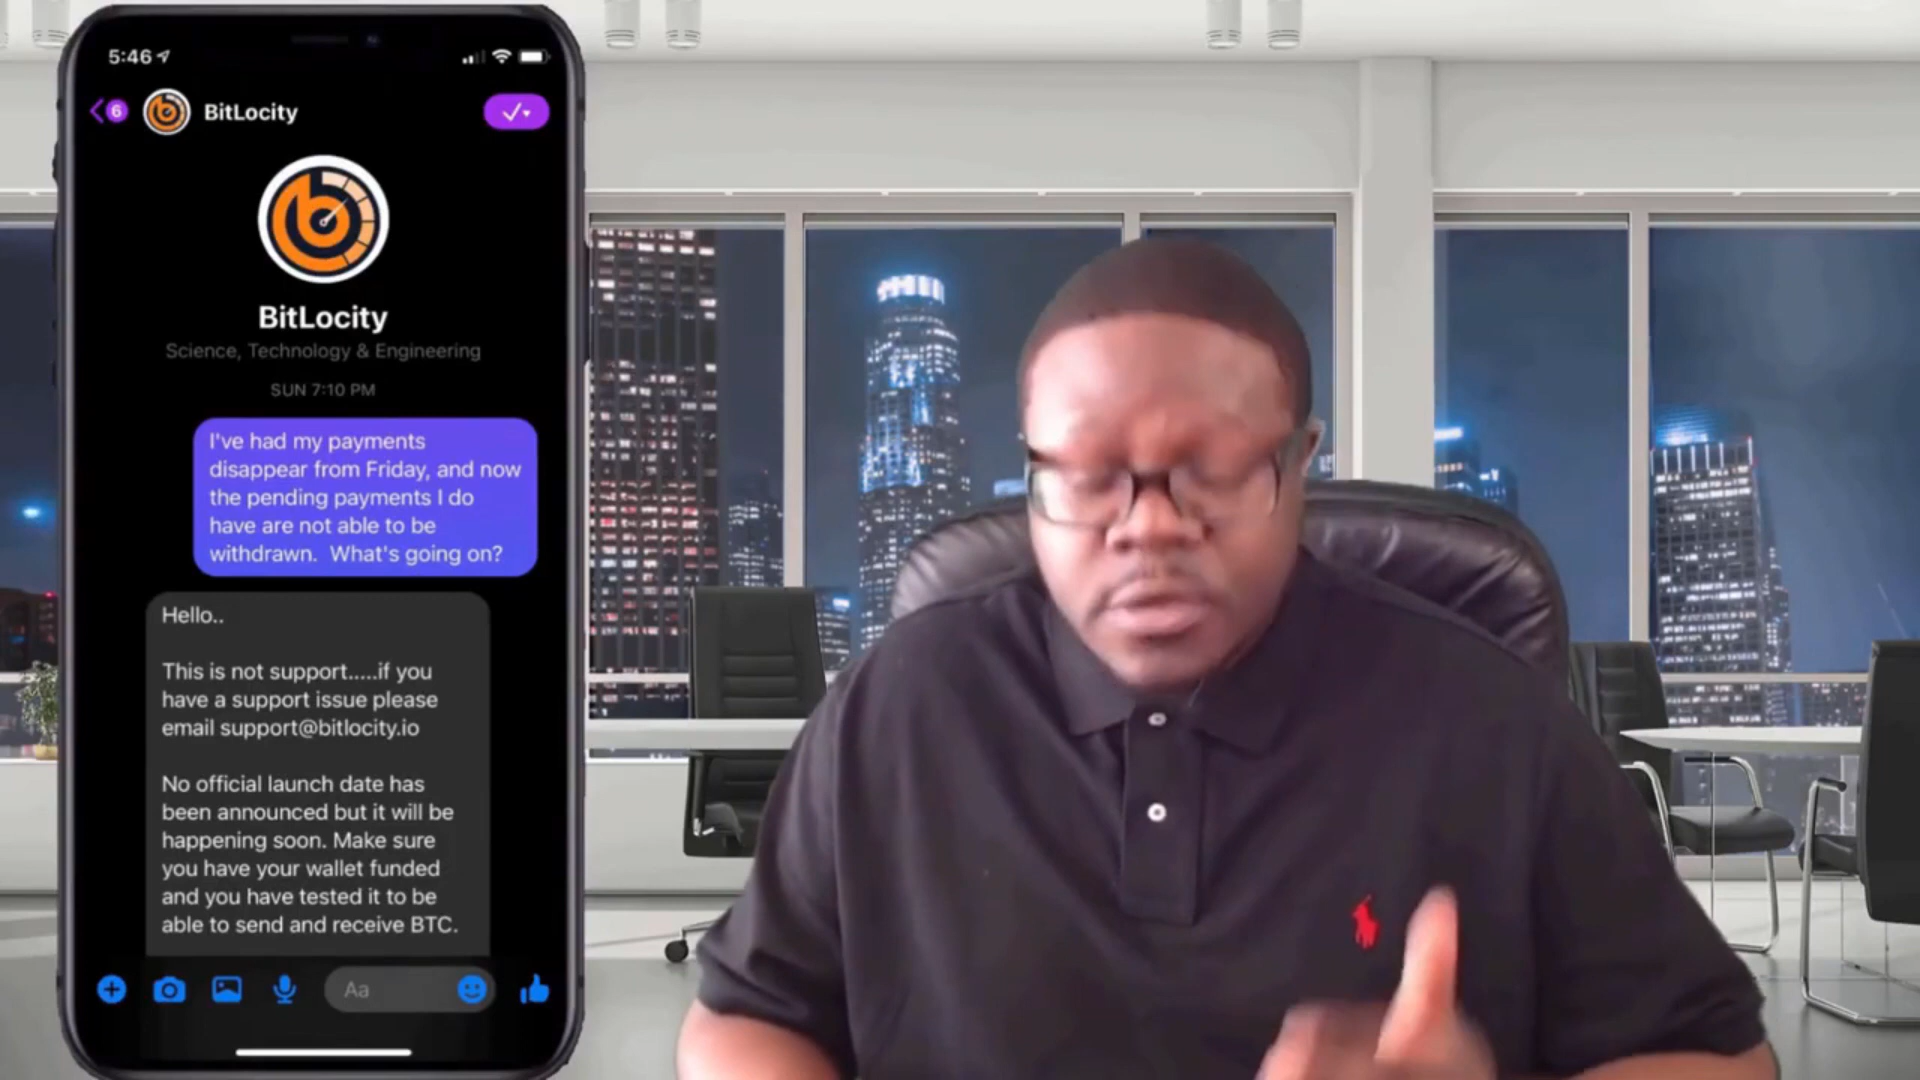 5:46
6
BitLocity
BitLocity
Science, Technology & Engineering
SUN 7:10 PM
I've had my payments
disappear from Friday, and now
the pending payments I do
have are not able to be
withdrawn. What's going on?
Hello..
This is not support.....if you
have a support issue please
email support@bitlocity.io
No official launch date has
been announced but it will be
happening soon. Make sure
you have your wallet funded
and you have tested it to be
able to send and receive BTC.
Aa